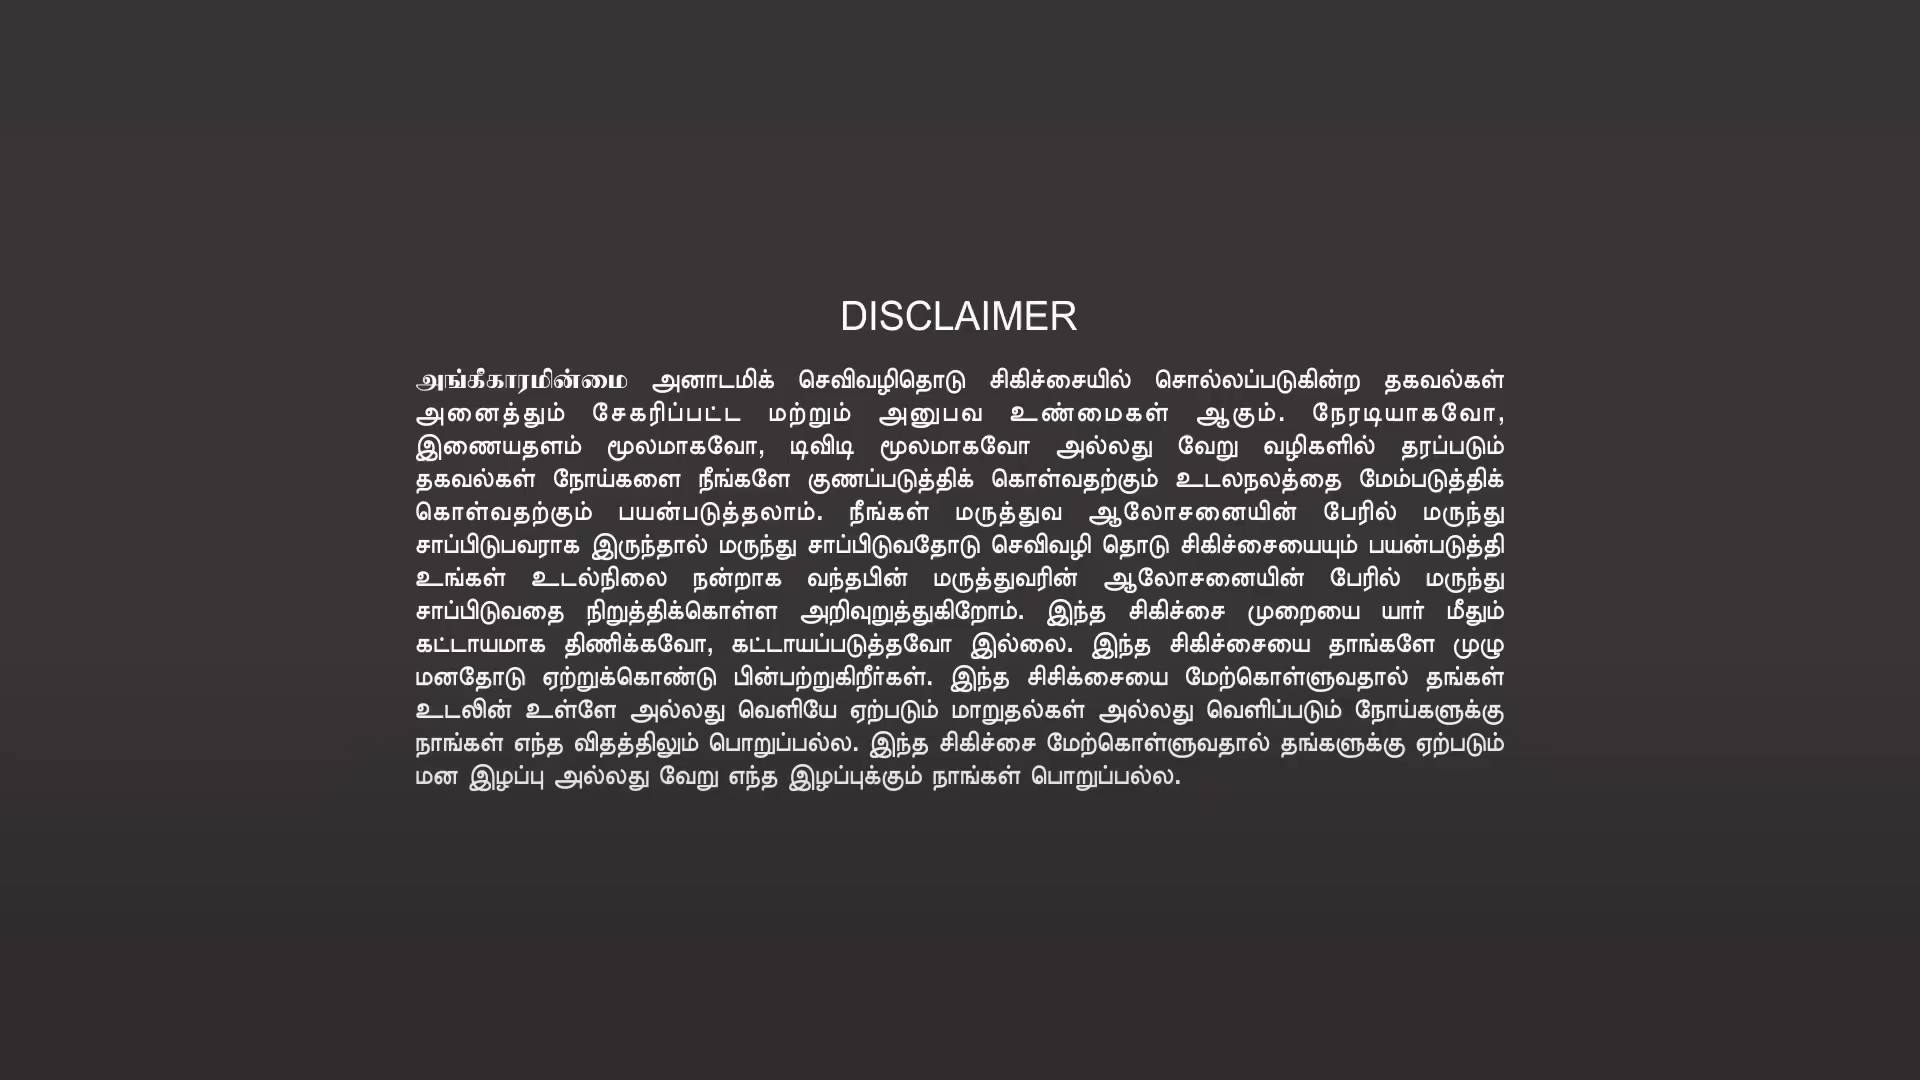 DISCLAIMER
அங்கீகாரமின்மை அனாடமிக் செவிவழிதொடு சிகிச்சையில் சொல்லப்படுகின்ற தகவல்கள்
அனைத்தும் சேகரிப்பட்ட மற்றும் அனுபவ உண்மைகள் ஆகும். நேரடியாகவோ,
இணையதளம் மூலமாகவோ, டிவிடி மூலமாகவோ அல்லது வேறு வழிகளில் தரப்படும்
தகவல்கள் நோய்களை நீங்களே குணப்படுத்திக் கொள்வதற்கும் உடலநலத்தை மேம்படுத்திக்
கொள்வதற்கும் பயன்படுத்தலாம். நீங்கள் மருத்துவ ஆலோசனையின் பேரில் மருந்து
சாப்பிடுபவராக இருந்தால் மருந்து சாப்பிடுவதோடு செவிவழி தொடு சிகிச்சையையும் பயன்படுத்தி
உங்கள் உடல்நிலை நன்றாக வந்தபின் மருத்துவரின் ஆலோசனையின் பேரில் மருந்து
சாப்பிடுவதை நிறுத்திக்கொள்ள அறிவுறுத்துகிறோம். இந்த சிகிச்சை முறையை யார் மீதும்
கட்டாயமாக திணிக்கவோ, கட்டாயப்படுத்தவோ இல்லை. இந்த சிகிச்சையை தாங்களே முழு
மனதோடு ஏற்றுக்கொண்டு பின்பற்றுகிறீர்கள். இந்த சிசிக்சையை மேற்கொள்ளுவதால் தங்கள்
உடலின் உள்ளே அல்லது வெளியே ஏற்படும் மாறுதல்கள் அல்லது வெளிப்படும் நோய்களுக்கு
நாங்கள் எந்த விதத்திலும் பொறுப்பல்ல. இந்த சிகிச்சை மேற்கொள்ளுவதால் தங்களுக்கு ஏற்படும்
மன இழப்பு அல்லது வேறு எந்த இழப்புக்கும் நாங்கள் பொறுப்பல்ல.